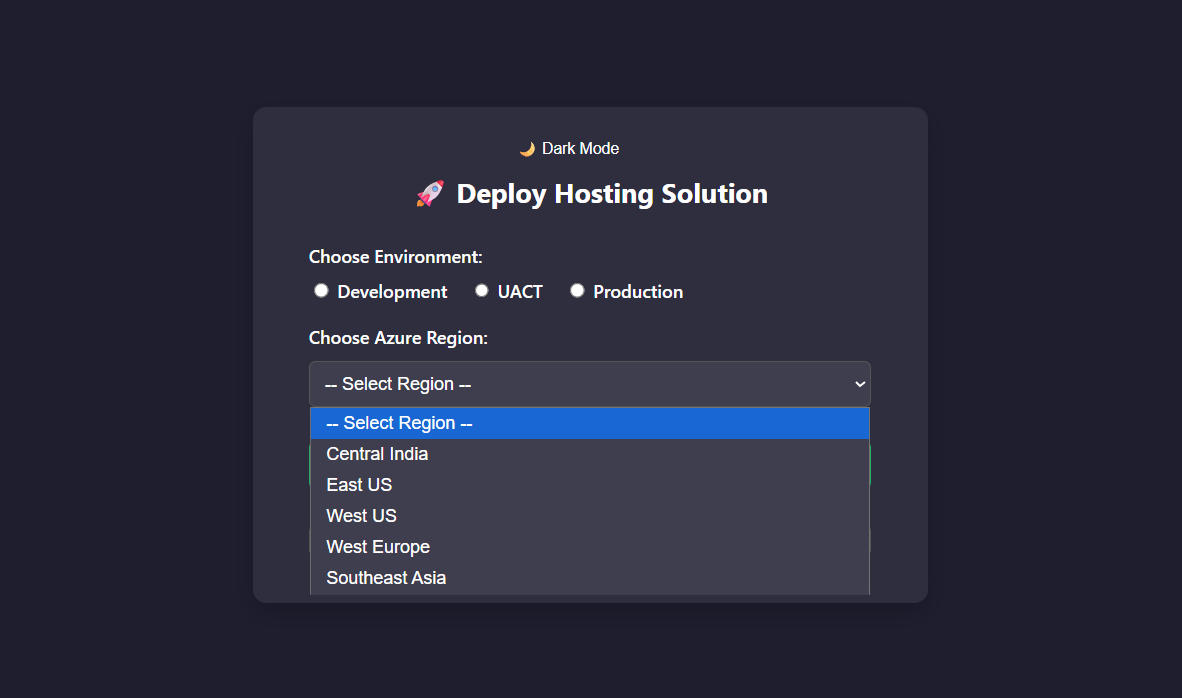 🌙 Dark Mode
🚀 Deploy Hosting Solution
Choose Environment:
Development UACT Production
Choose Azure Region:
-- Select Region --
-- Select Region --
Central India
East US
West US
West Europe
Southeast Asia